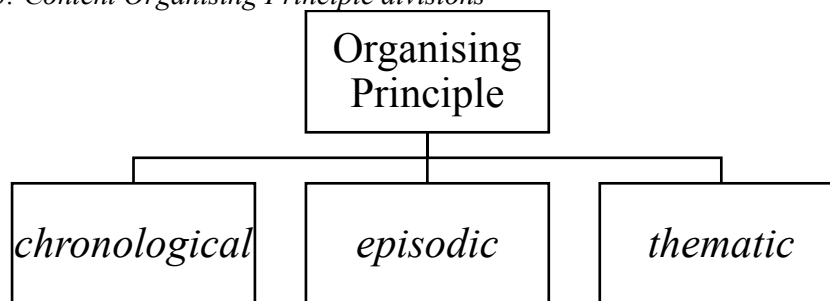 Content Organising Principle divisions
Organising
Principle
chronological
episodic
thematic